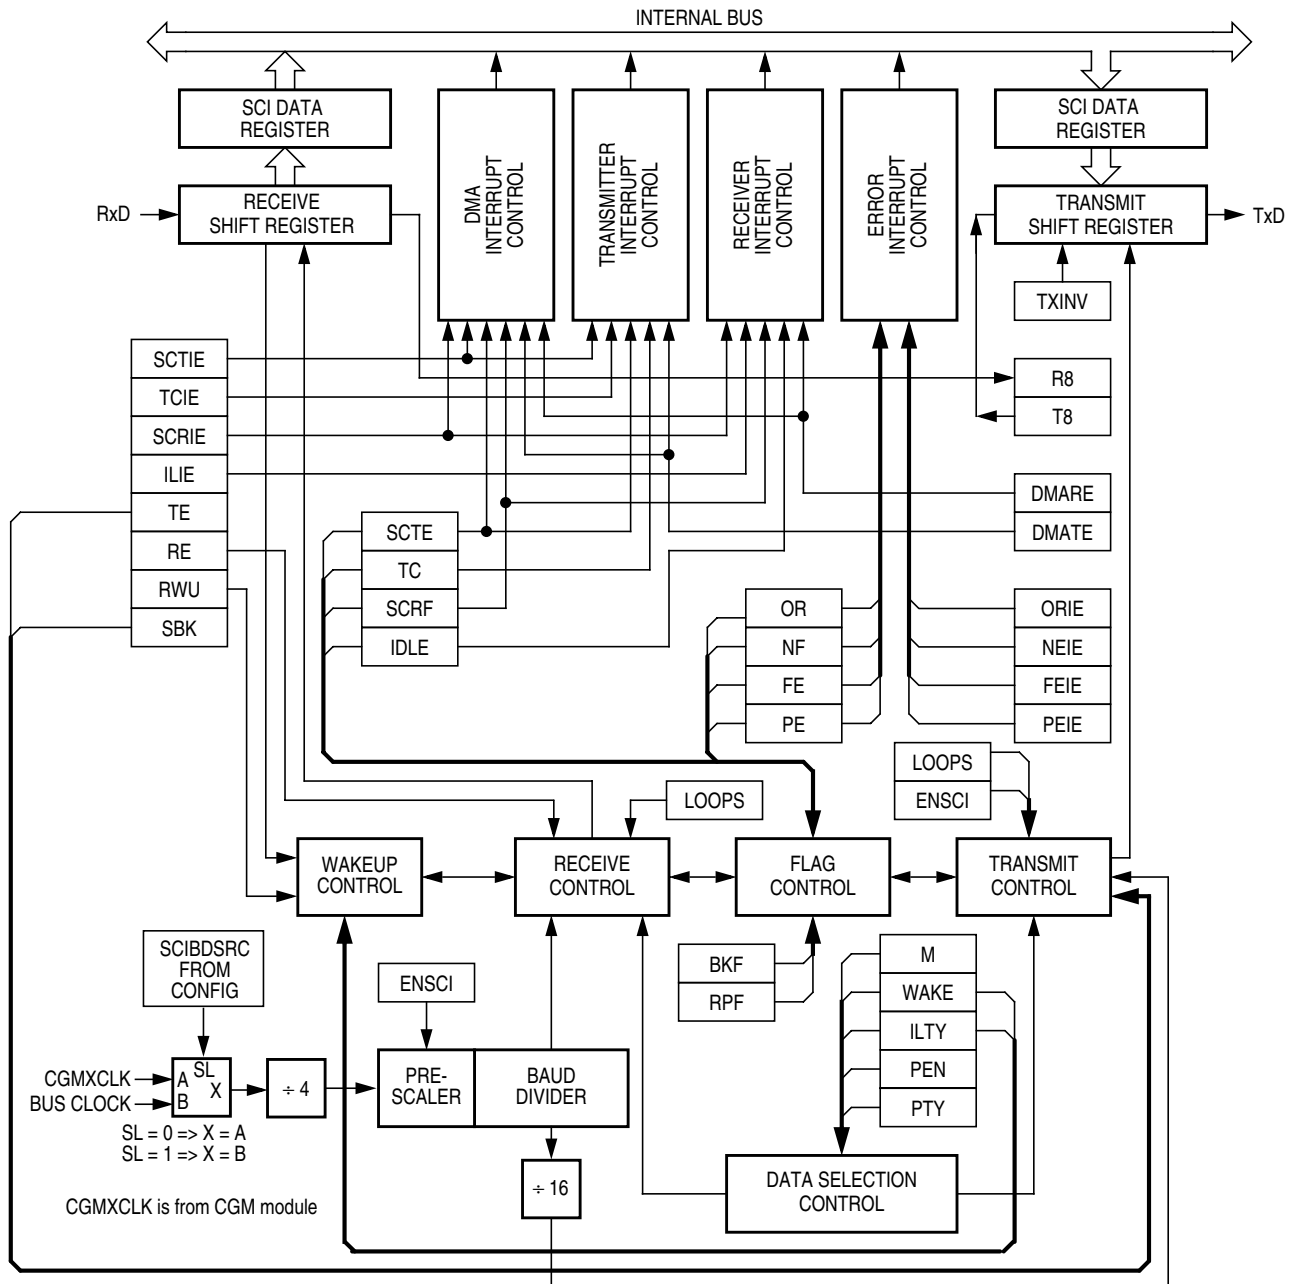 INTERNAL BUS
SCI DATA
REGISTER
RECEIVE
SHIFT REGISTER
RxD
DMA
INTERRUPT
CONTROL
TRANSMITTER
INTERRUPT
CONTROL
RECEIVER
INTERRUPT
CONTROL
ERROR
INTERRUPT
CONTROL
SCI DATA
REGISTER
TRANSMIT
SHIFT REGISTER
TxD
TXINV
SCTIE
TCIE
SCRIE
ILIE
TE
RE
RWU
SBK
R8
T8
DMARE
DMATE
SCTE
TC
SCRF
IDLE
OR
NF
FE
PE
ORIE
NEIE
FEIE
PEIE
LOOPS
LOOPS
ENSCI
WAKEUP
CONTROL
RECEIVE
CONTROL
FLAG
CONTROL
TRANSMIT
CONTROL
SCIBDSRC
FROM
CONFIG
ENSCI
BKF
RPF
M
WAKE
ILTY
PEN
PTY
CGMXCLK
BUS CLOCK
SL
A
X
B
÷ 4
PRE-
SCALER
BAUD
DIVIDER
SL = 0 => X = A
SL = 1 => X = B
÷ 16
DATA SELECTION
CONTROL
CGMXCLK is from CGM module